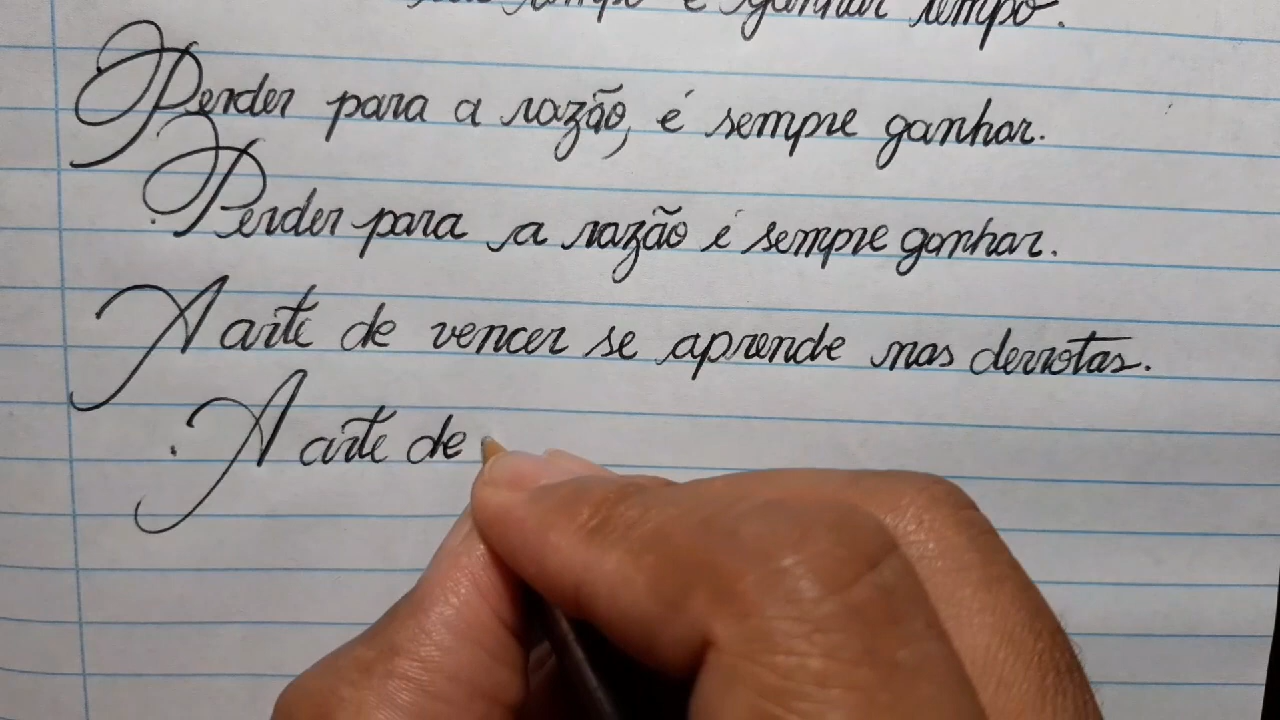 tempo é ganhar tempo.
Perder para a razão, é sempre ganhar.
Perder para a razão é sempre ganhar.
A arte de vencer se aprende nas derrotas.
A arte de